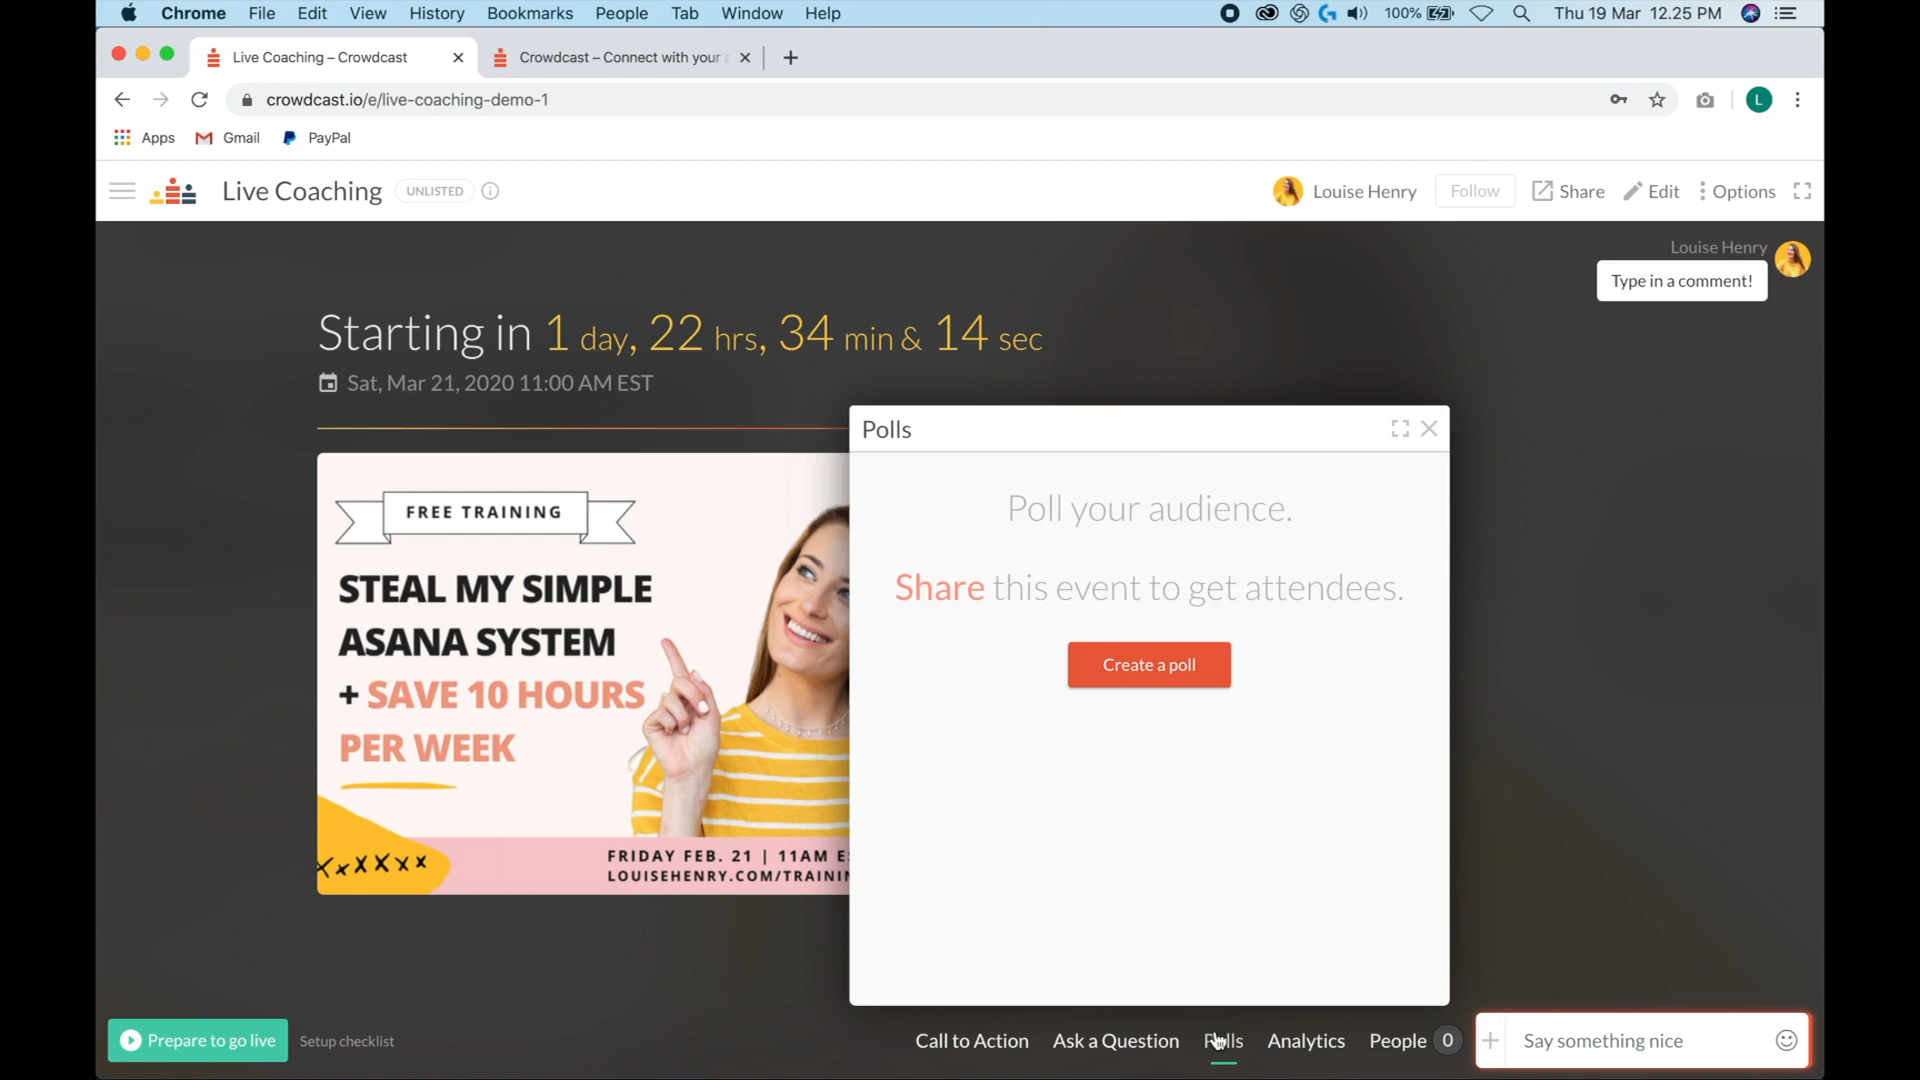 Chrome File Edit View History Bookmarks People Tab Window Help 100% Thu 19 Mar 12.25 PM
Live Coaching – Crowdcast Crowdcast – Connect with your a
crowdcast.io/e/live-coaching-demo-1 L
Apps Gmail PayPal
Live Coaching UNLISTED Louise Henry Follow Share Edit Options
Louise Henry
Type in a comment!
Starting in 1 day, 22 hrs, 34 min & 14 sec
Sat, Mar 21, 2020 11:00 AM EST
Polls
Poll your audience.
Share this event to get attendees.
Create a poll
FREE TRAINING
STEAL MY SIMPLE
ASANA SYSTEM
+ SAVE 10 HOURS
PER WEEK
FRIDAY FEB. 21 | 11AM E
LOUISEHENRY.COM/TRAININ
Prepare to go live Setup checklist Call to Action Ask a Question Polls Analytics People 0 Say something nice